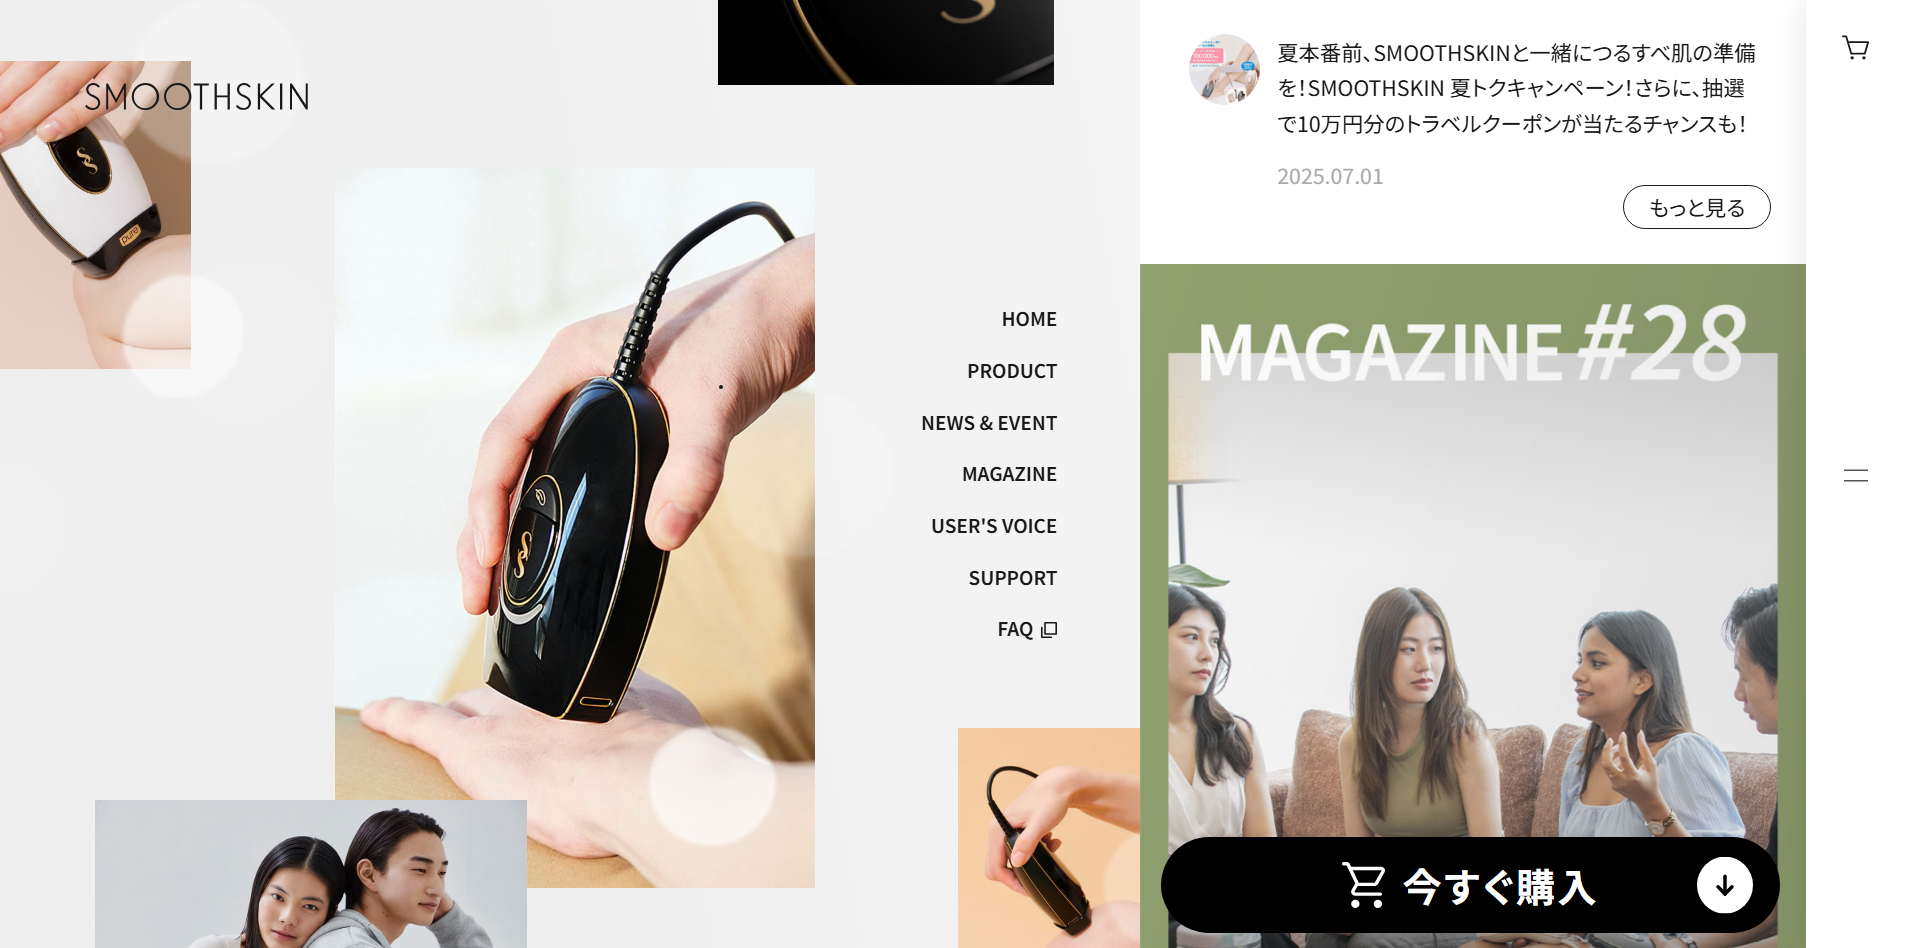 SMOOTHSKIN
pure
HOME
PRODUCT
NEWS & EVENT
MAGAZINE
USER'S VOICE
SUPPORT
FAQ
夏本番前、SMOOTHSKINと一緒につるすべ肌の準備
を！SMOOTHSKIN 夏トクキャンペーン！さらに、抽選
で10万円分のトラベルクーポンが当たるチャンスも！
2025.07.01
もっと見る
MAGAZINE #28
今すぐ購入